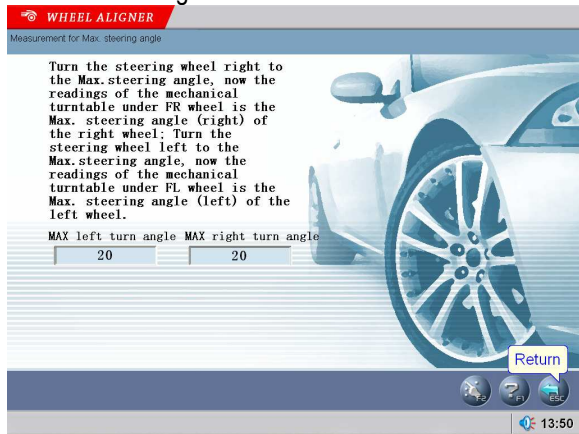 WHEEL ALIGNER
Measurement for Max. steering angle
Turn the steering wheel right to
the Max.steering angle, now the
readings of the mechanical
turntable under FR wheel is the
Max. steering angle (right) of
the right wheel; Turn the
steering wheel left to the
Max.steering angle, now the
readings of the mechanical
turntable under FL wheel is the
Max. steering angle (left) of the
left wheel.
MAX left turn angle MAX right turn angle
20 20
Return
F2 F1 ESC
13:50